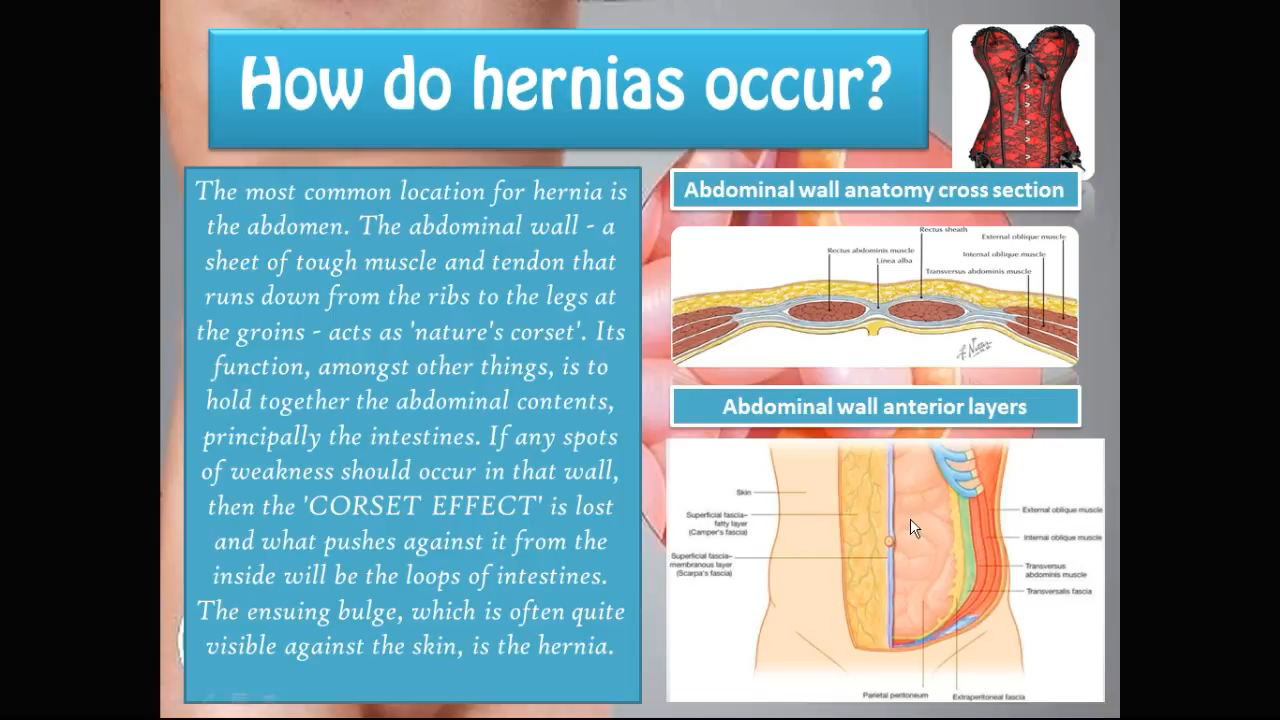 How do hernias occur?
The most common location for hernia is
the abdomen. The abdominal wall - a
sheet of tough muscle and tendon that
runs down from the ribs to the legs at
the groins - acts as 'nature's corset'. Its
function, amongst other things, is to
hold together the abdominal contents,
principally the intestines. If any spots
of weakness should occur in that wall,
then the 'CORSET EFFECT' is lost
and what pushes against it from the
inside will be the loops of intestines.
The ensuing bulge, which is often quite
visible against the skin, is the hernia.
Abdominal wall anatomy cross section
Rectus sheath
External oblique muscle
Rectus abdominis muscle
Internal oblique muscle
Linea alba
Transversus abdominis muscle
Abdominal wall anterior layers
Skin
Superficial fascia–
fatty layer
(Camper's fascia)
Superficial fascia–
membranous layer
(Scarpa's fascia)
External oblique muscle
Internal oblique muscle
Transversus
abdominis muscle
Transversalis fascia
Parietal peritoneum
Extraperitoneal fascia